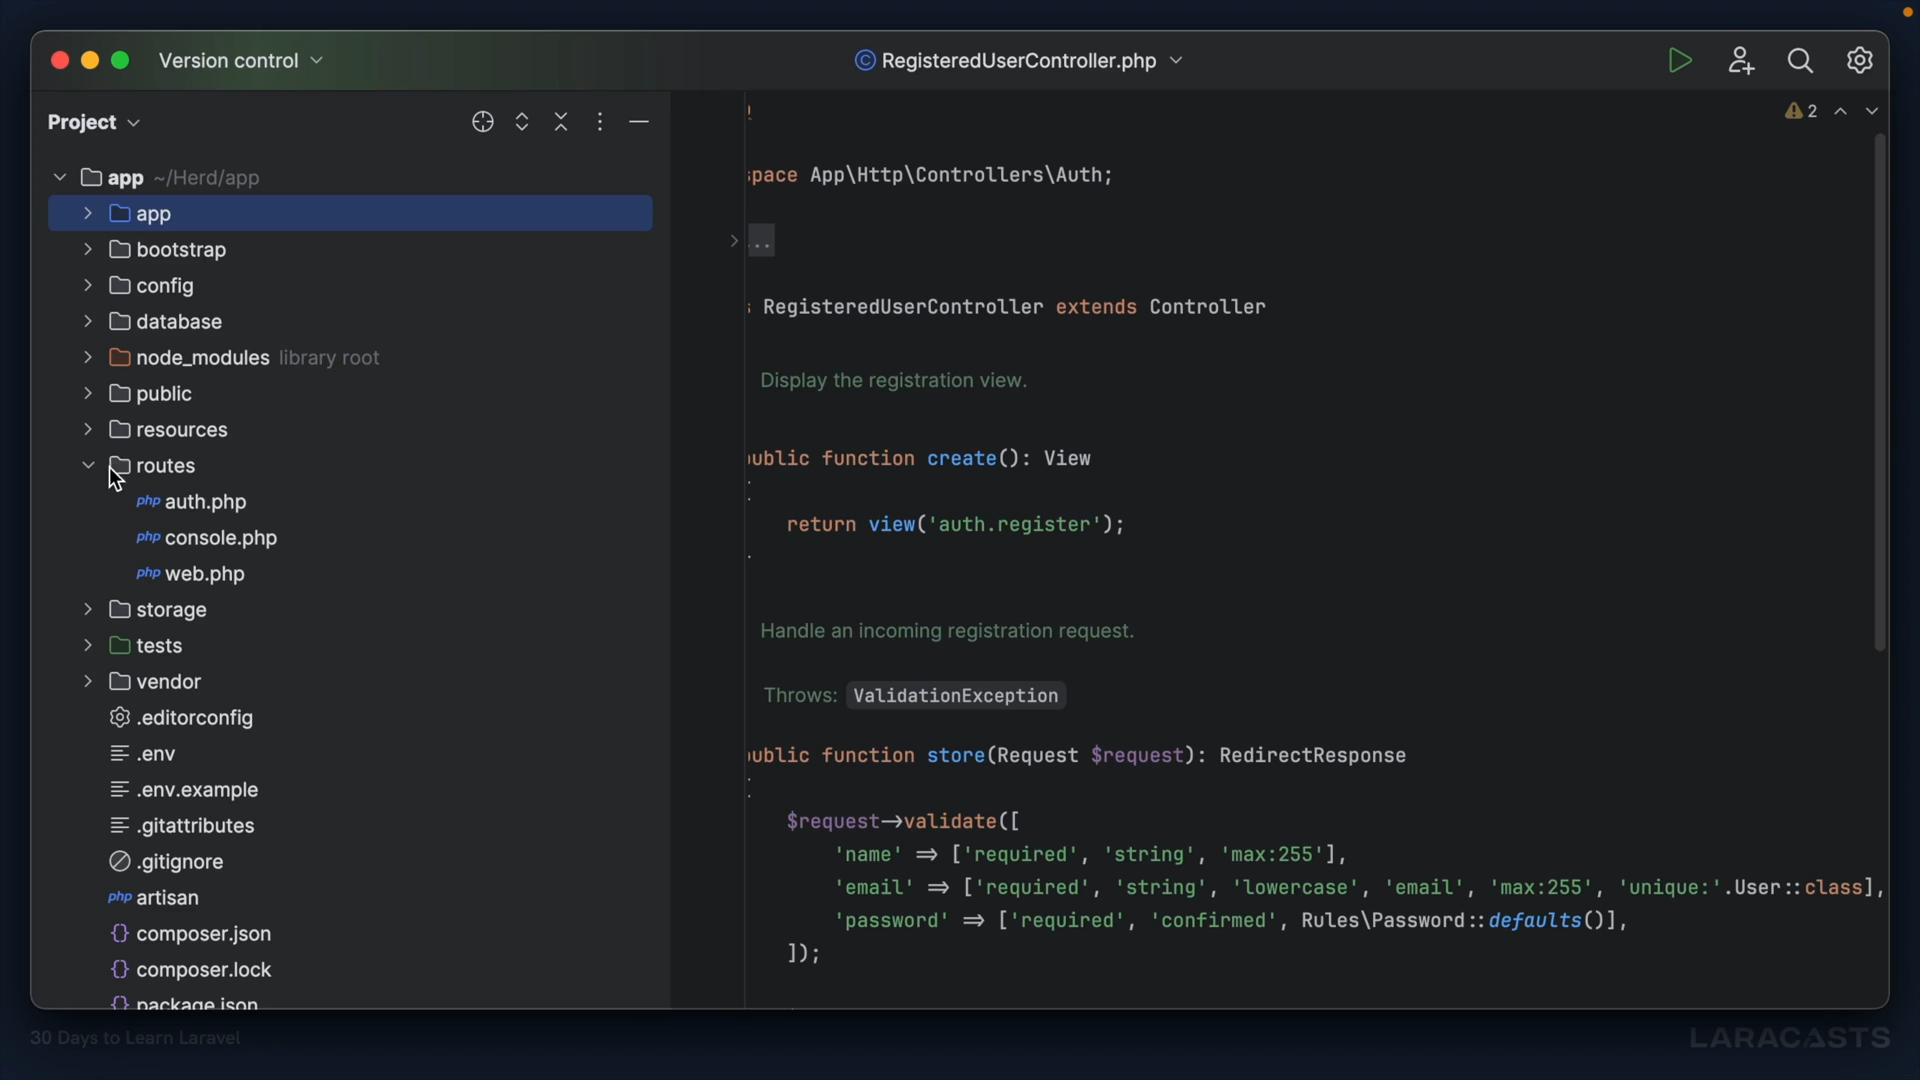 Version control
RegisteredUserController.php
Project
2
app ~/Herd/app
app
bootstrap
config
database
node_modules library root
public
resources
routes
php auth.php
php console.php
php web.php
storage
tests
vendor
.editorconfig
.env
.env.example
.gitattributes
.gitignore
php artisan
{} composer.json
{} composer.lock
{} package.json
space App\Http\Controllers\Auth;
...
RegisteredUserController extends Controller
Display the registration view.
public function create(): View
return view('auth.register');
Handle an incoming registration request.
Throws: ValidationException
public function store(Request $request): RedirectResponse
$request->validate([
'name' => ['required', 'string', 'max:255'],
'email' => ['required', 'string', 'lowercase', 'email', 'max:255', 'unique:'.User::class],
'password' => ['required', 'confirmed', Rules\Password::defaults()],
]);
30 Days to Learn Laravel
LARACASTS